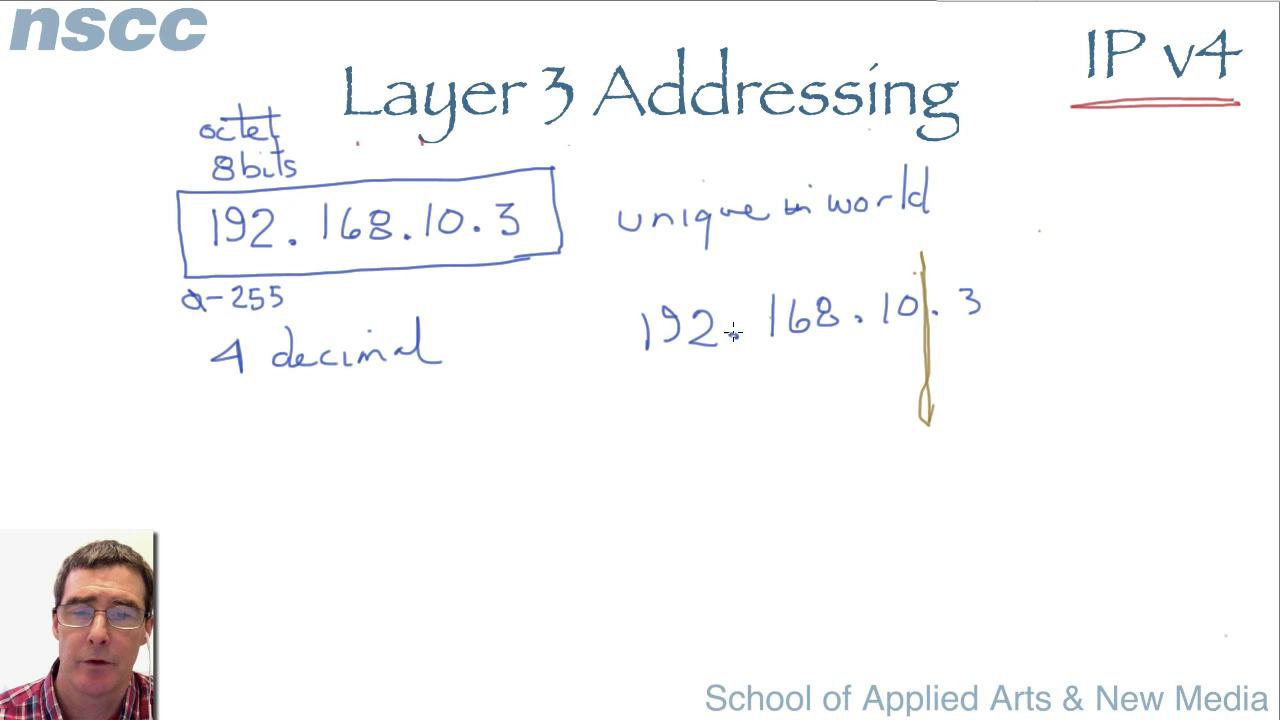 nscc
IP v4
Layer 3 Addressing
octet
8 bits
192.168.10.3
unique in world
0-255
192.168.10.3
4 decimal
School of Applied Arts & New Media